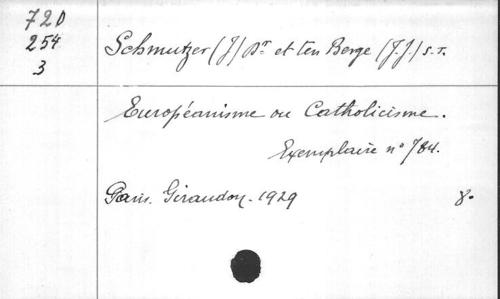 720
254
3
Schmutzer (J) Dr et ten Berge (J.J.) s.r.
Européanisme ou Catholicisme.
Exemplaire n° 784.
Paris. Giraudon. 1929 8°